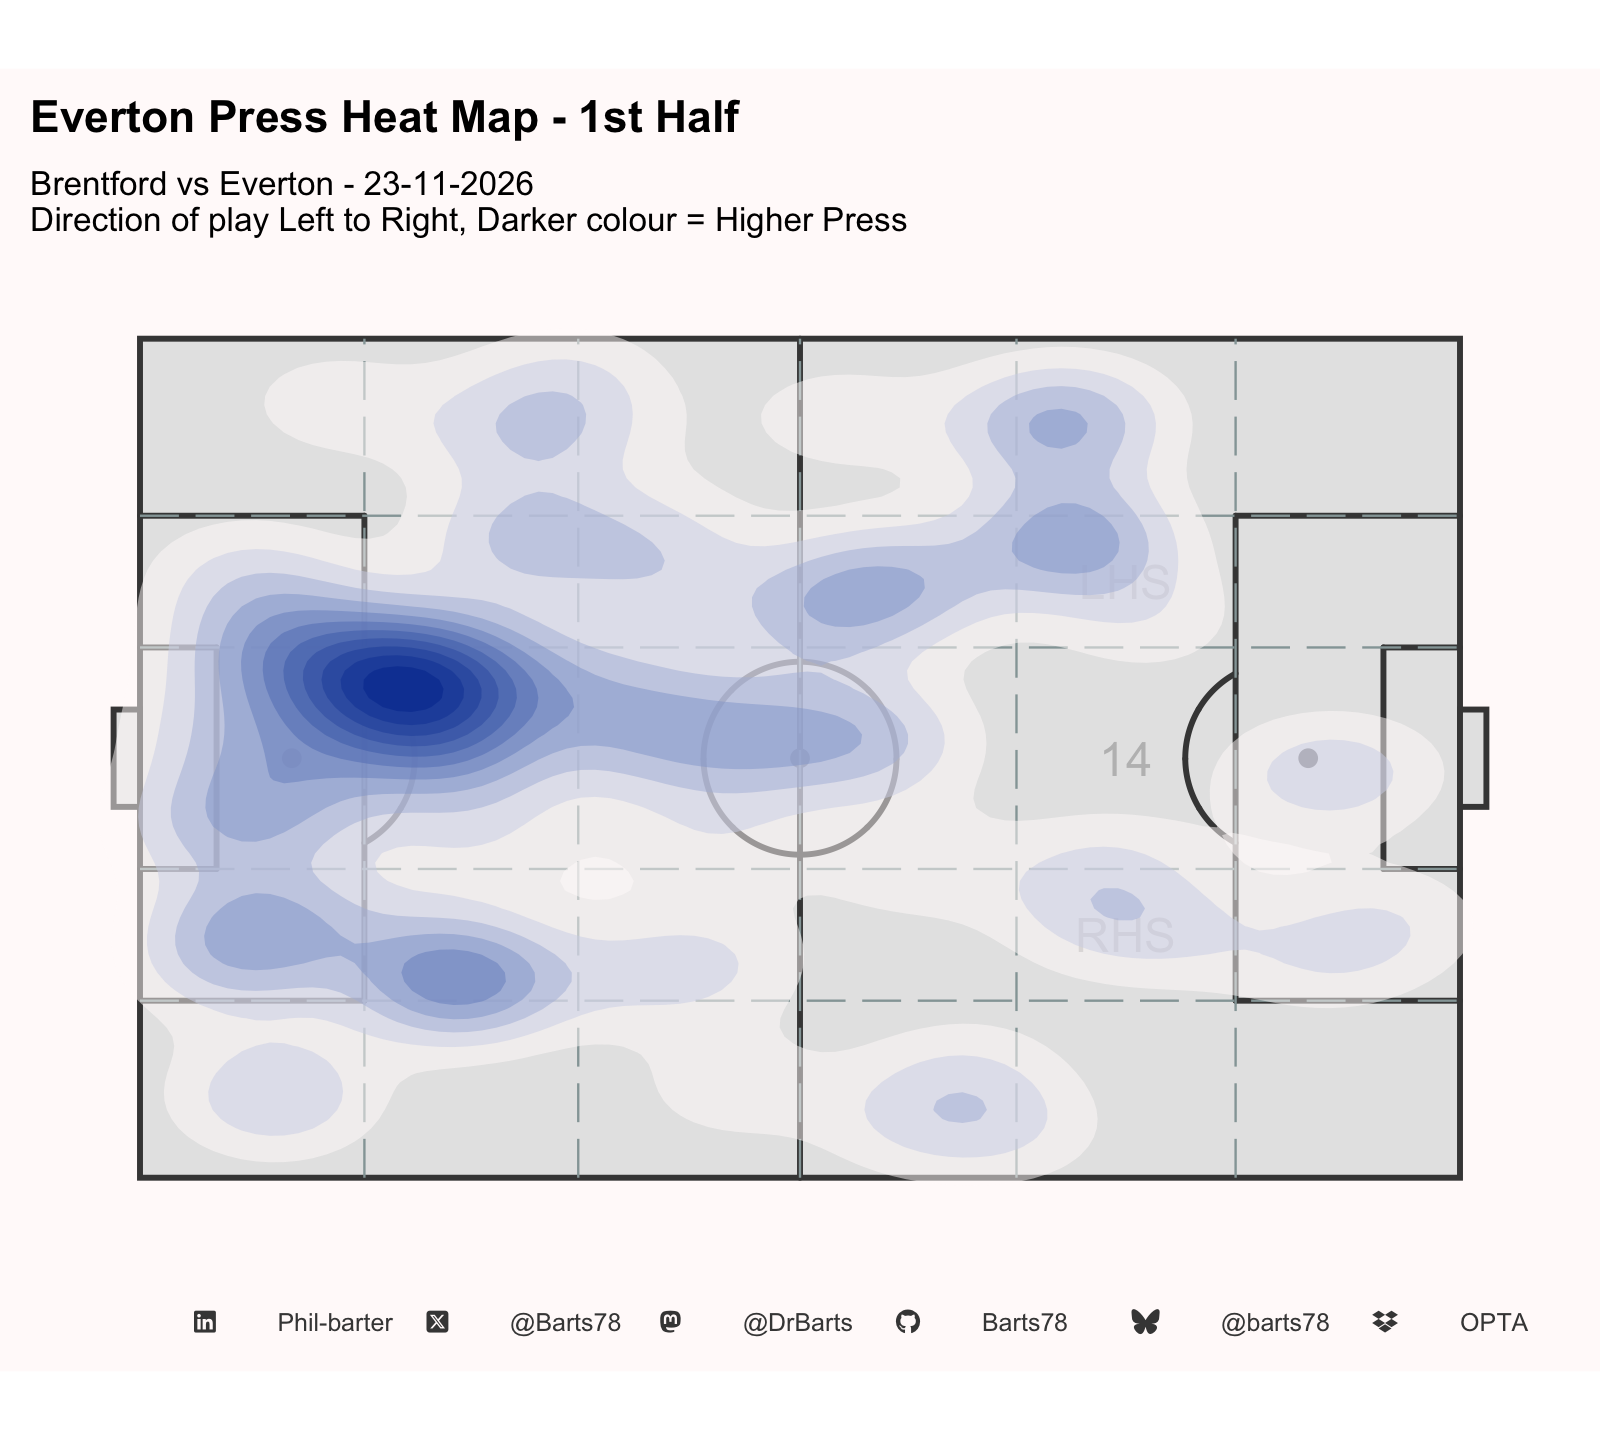 Everton Press Heat Map - 1st Half
Brentford vs Everton - 23-11-2026
Direction of play Left to Right, Darker colour = Higher Press
LHS
14
RHS
Phil-barter @Barts78 @DrBarts Barts78 @barts78 OPTA